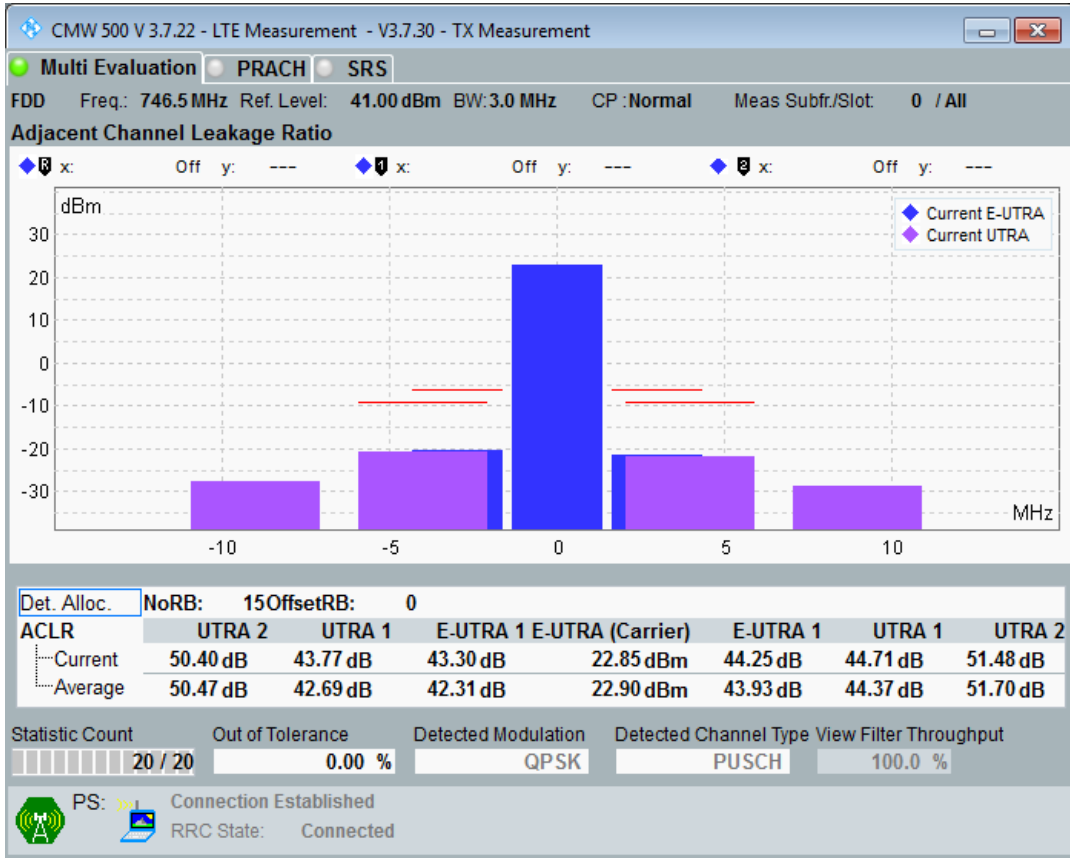 CMW 500 V 3.7.22 - LTE Measurement - V3.7.30 - TX Measurement
Multi Evaluation PRACH SRS
FDD Freq.: 746.5 MHz Ref. Level: 41.00 dBm BW: 3.0 MHz CP : Normal Meas Subfr./Slot: 0 / All
Adjacent Channel Leakage Ratio
R x: Off y: --- 1 x: Off y: --- 2 x: Off y: ---
dBm
Current E-UTRA
Current UTRA
30
20
10
0
-10
-20
-30
MHz
-10 -5 0 5 10
Det. Alloc. NoRB: 15 OffsetRB: 0
ACLR UTRA 2 UTRA 1 E-UTRA 1 E-UTRA (Carrier) E-UTRA 1 UTRA 1 UTRA 2
Current 50.40 dB 43.77 dB 43.30 dB 22.85 dBm 44.25 dB 44.71 dB 51.48 dB
Average 50.47 dB 42.69 dB 42.31 dB 22.90 dBm 43.93 dB 44.37 dB 51.70 dB
Statistic Count Out of Tolerance Detected Modulation Detected Channel Type View Filter Throughput
20 / 20 0.00 % QPSK PUSCH 100.0 %
PS: Connection Established
RRC State: Connected